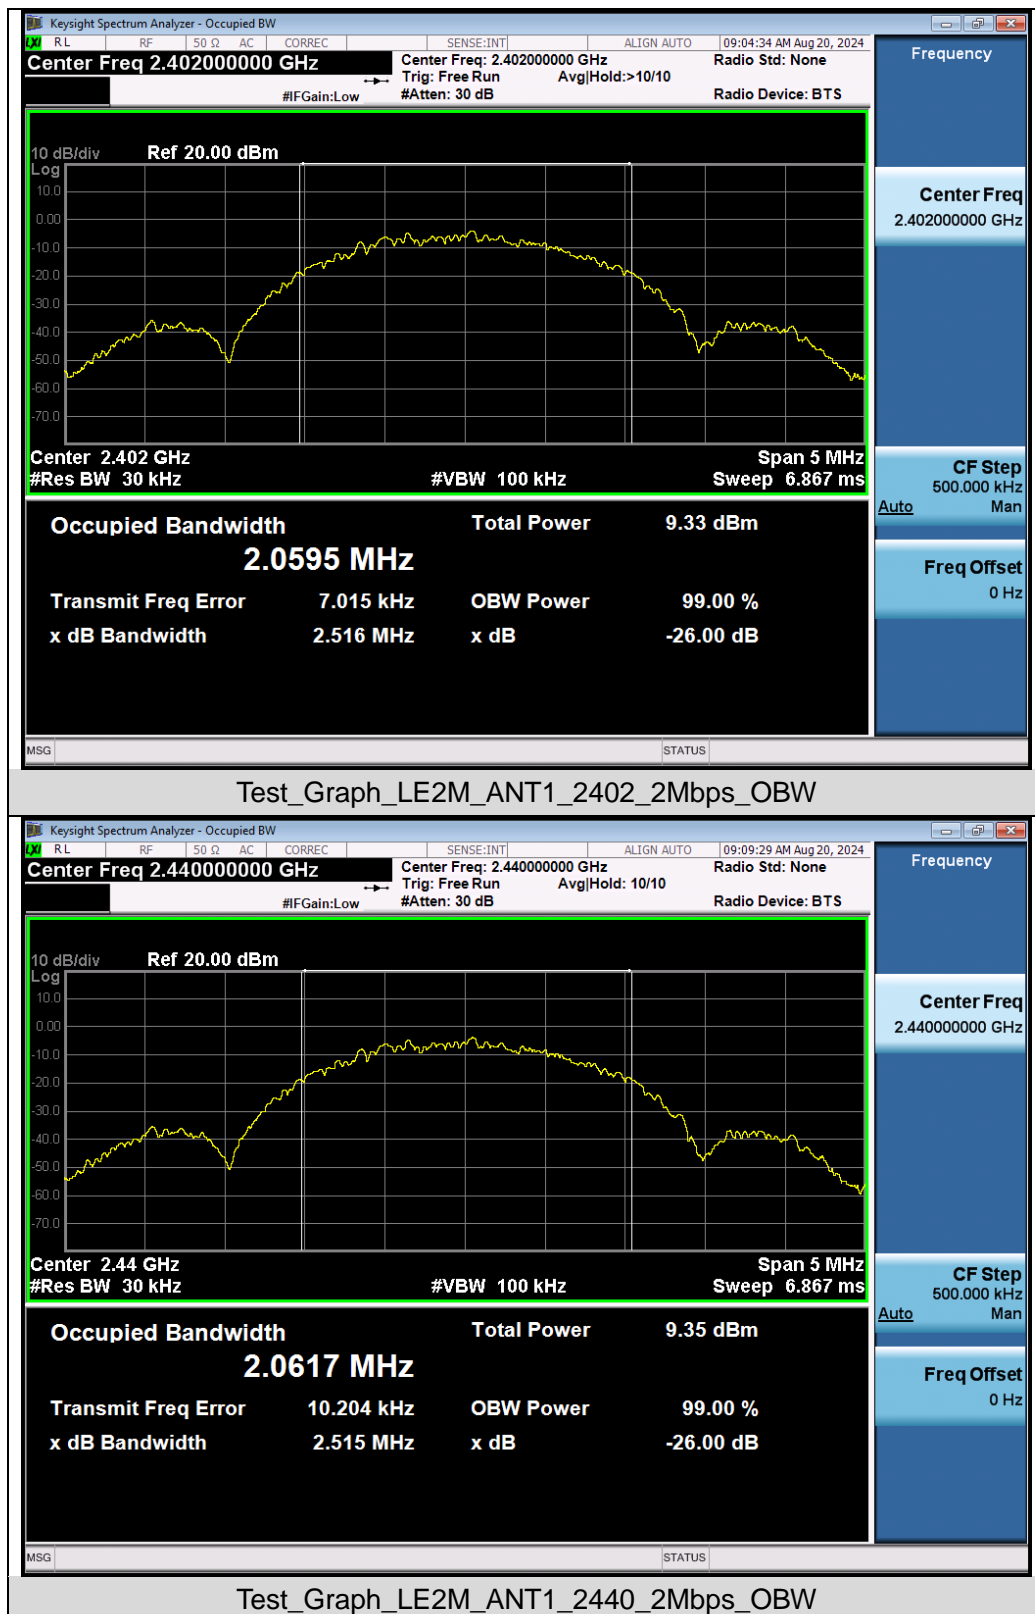 Keysight Spectrum Analyzer - Occupied BW
LXI RL RF 50 Ω AC CORREC SENSE:INT ALIGN AUTO 09:04:34 AM Aug 20, 2024
Center Freq 2.402000000 GHz
Center Freq: 2.402000000 GHz Radio Std: None
Trig: Free Run Avg|Hold:>10/10
#IFGain:Low #Atten: 30 dB Radio Device: BTS
Frequency
10 dB/div Ref 20.00 dBm
Log
10.0
0.00
-10.0
-20.0
-30.0
-40.0
-50.0
-60.0
-70.0
Center 2.402 GHz Span 5 MHz
#Res BW 30 kHz #VBW 100 kHz Sweep 6.867 ms
Center Freq
2.402000000 GHz
CF Step
500.000 kHz
Auto Man
Freq Offset
0 Hz
Occupied Bandwidth Total Power 9.33 dBm
2.0595 MHz
Transmit Freq Error 7.015 kHz OBW Power 99.00 %
x dB Bandwidth 2.516 MHz x dB -26.00 dB
MSG STATUS
Test_Graph_LE2M_ANT1_2402_2Mbps_OBW
Keysight Spectrum Analyzer - Occupied BW
LXI RL RF 50 Ω AC CORREC SENSE:INT ALIGN AUTO 09:09:29 AM Aug 20, 2024
Center Freq 2.440000000 GHz
Center Freq: 2.440000000 GHz Radio Std: None
Trig: Free Run Avg|Hold: 10/10
#IFGain:Low #Atten: 30 dB Radio Device: BTS
Frequency
10 dB/div Ref 20.00 dBm
Log
10.0
0.00
-10.0
-20.0
-30.0
-40.0
-50.0
-60.0
-70.0
Center 2.44 GHz Span 5 MHz
#Res BW 30 kHz #VBW 100 kHz Sweep 6.867 ms
Center Freq
2.440000000 GHz
CF Step
500.000 kHz
Auto Man
Freq Offset
0 Hz
Occupied Bandwidth Total Power 9.35 dBm
2.0617 MHz
Transmit Freq Error 10.204 kHz OBW Power 99.00 %
x dB Bandwidth 2.515 MHz x dB -26.00 dB
MSG STATUS
Test_Graph_LE2M_ANT1_2440_2Mbps_OBW